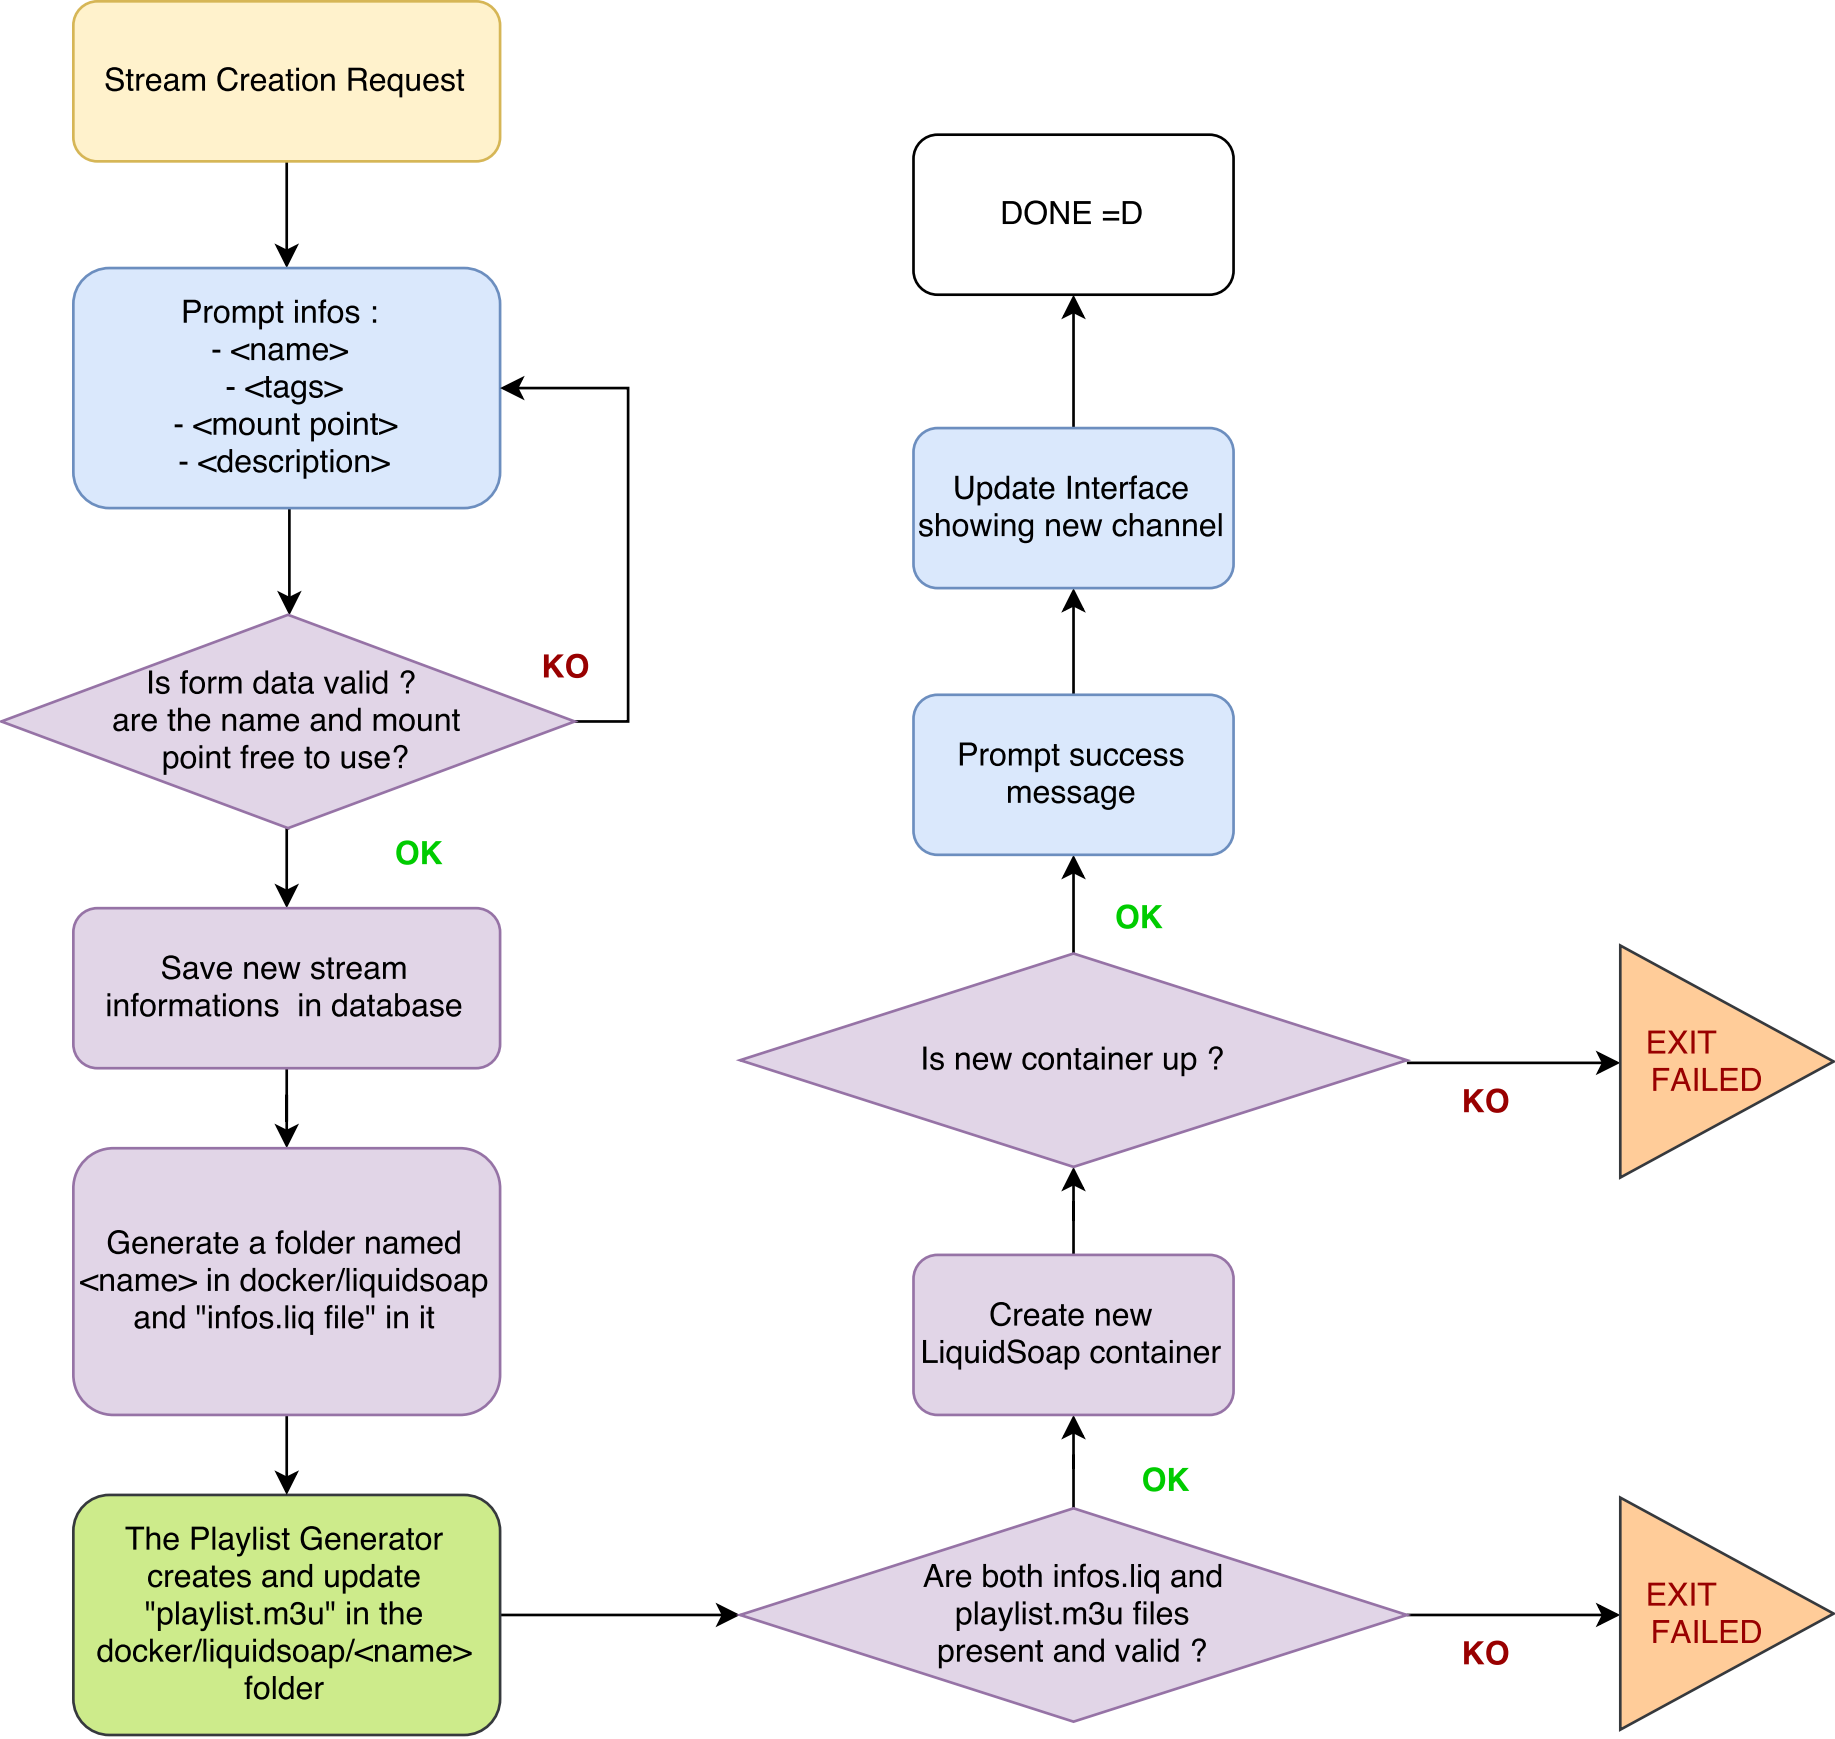 Stream Creation Request
Prompt infos :
- <name>
- <tags>
- <mount point>
- <description>
KO
Is form data valid ?
are the name and mount
point free to use?
OK
Save new stream
informations  in database
Generate a folder named
<name> in docker/liquidsoap
and "infos.liq file" in it
The Playlist Generator
creates and update
"playlist.m3u" in the
docker/liquidsoap/<name>
folder
Are both infos.liq and
playlist.m3u files
present and valid ?
KO
EXIT
FAILED
OK
Create new
LiquidSoap container
Is new container up ?
KO
EXIT
FAILED
OK
Prompt success
message
Update Interface
showing new channel
DONE =D